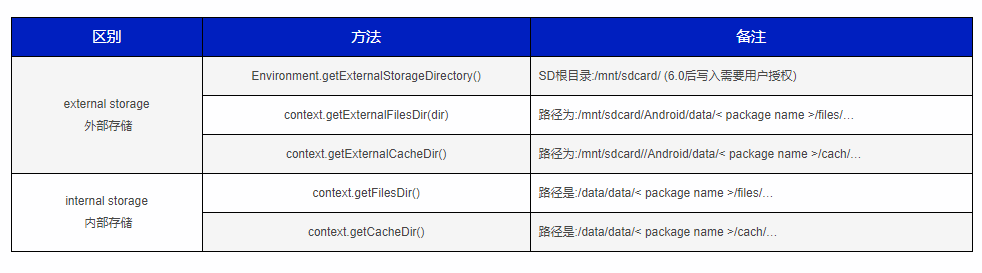 区别 方法 备注
external storage
外部存储
Environment.getExternalStorageDirectory() SD根目录:/mnt/sdcard/ (6.0后写入需要用户授权)
context.getExternalFilesDir(dir) 路径为:/mnt/sdcard/Android/data/< package name >/files/…
context.getExternalCacheDir() 路径为:/mnt/sdcard//Android/data/< package name >/cach/…
internal storage
内部存储
context.getFilesDir() 路径是:/data/data/< package name >/files/…
context.getCacheDir() 路径是:/data/data/< package name >/cach/…